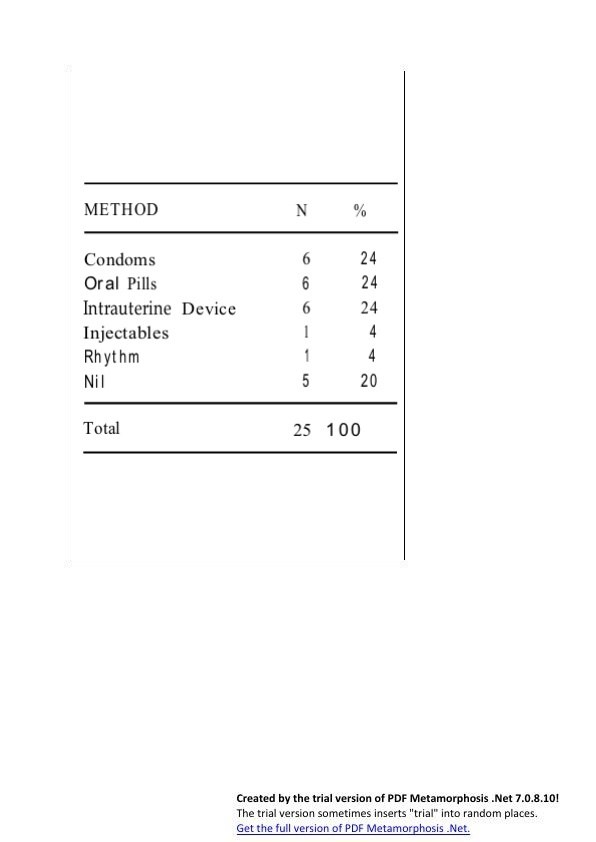 METHOD N %
Condoms 6 24
Oral Pills 6 24
Intrauterine Device 6 24
Injectables 1 4
Rhythm 1 4
Nil 5 20
Total 25 100
Created by the trial version of PDF Metamorphosis .Net 7.0.8.10!
The trial version sometimes inserts "trial" into random places.
Get the full version of PDF Metamorphosis .Net.